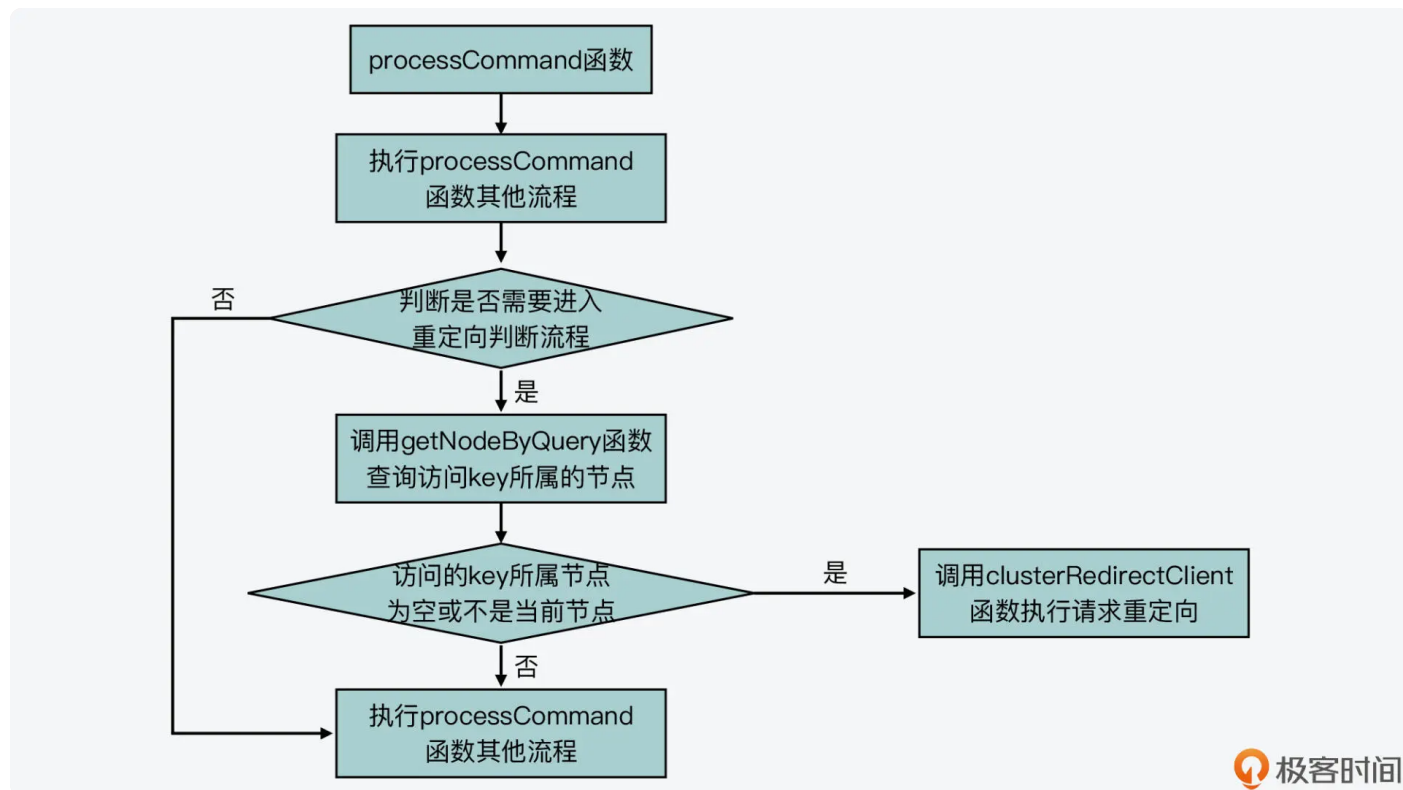 processCommand函数
执行processCommand
函数其他流程
否
判断是否需要进入
重定向判断流程
是
调用getNodeByQuery函数
查询访问key所属的节点
访问的key所属节点
为空或不是当前节点
是
调用clusterRedirectClient
函数执行请求重定向
否
执行processCommand
函数其他流程
极客时间